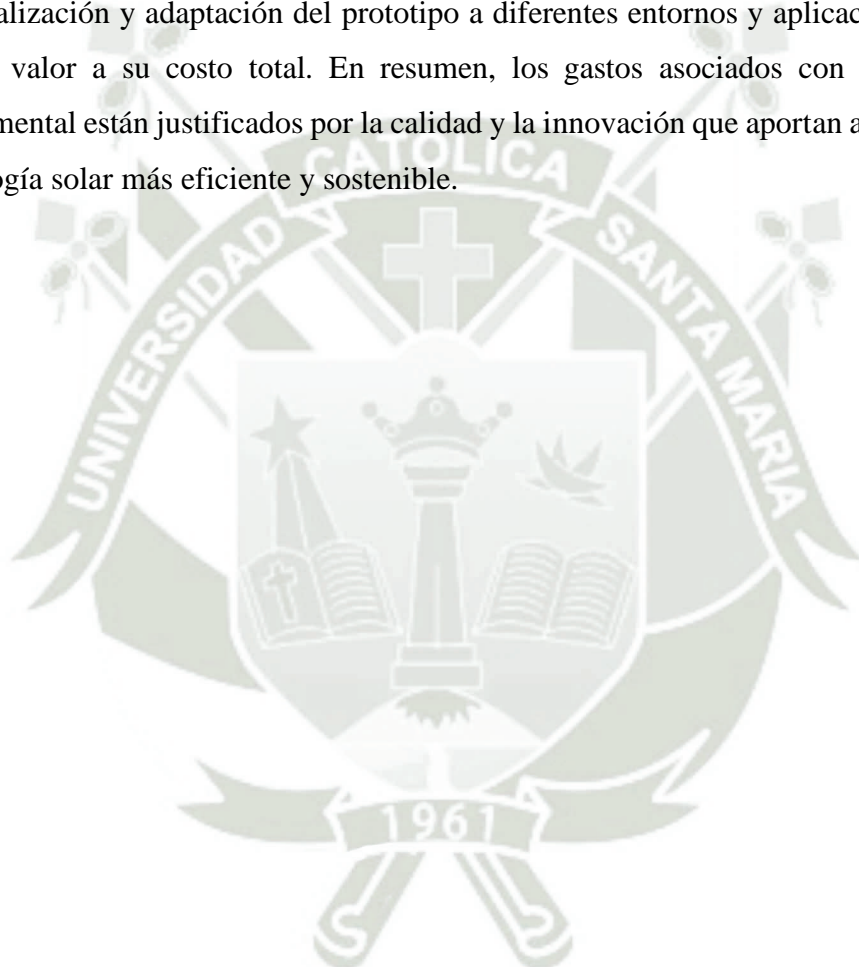 alización y adaptación del prototipo a diferentes entornos y aplicac
valor a su costo total. En resumen, los gastos asociados con
mental están justificados por la calidad y la innovación que aportan a
ogía solar más eficiente y sostenible.
UNIVERSIDAD CATOLICA SANTA MARIA
1961